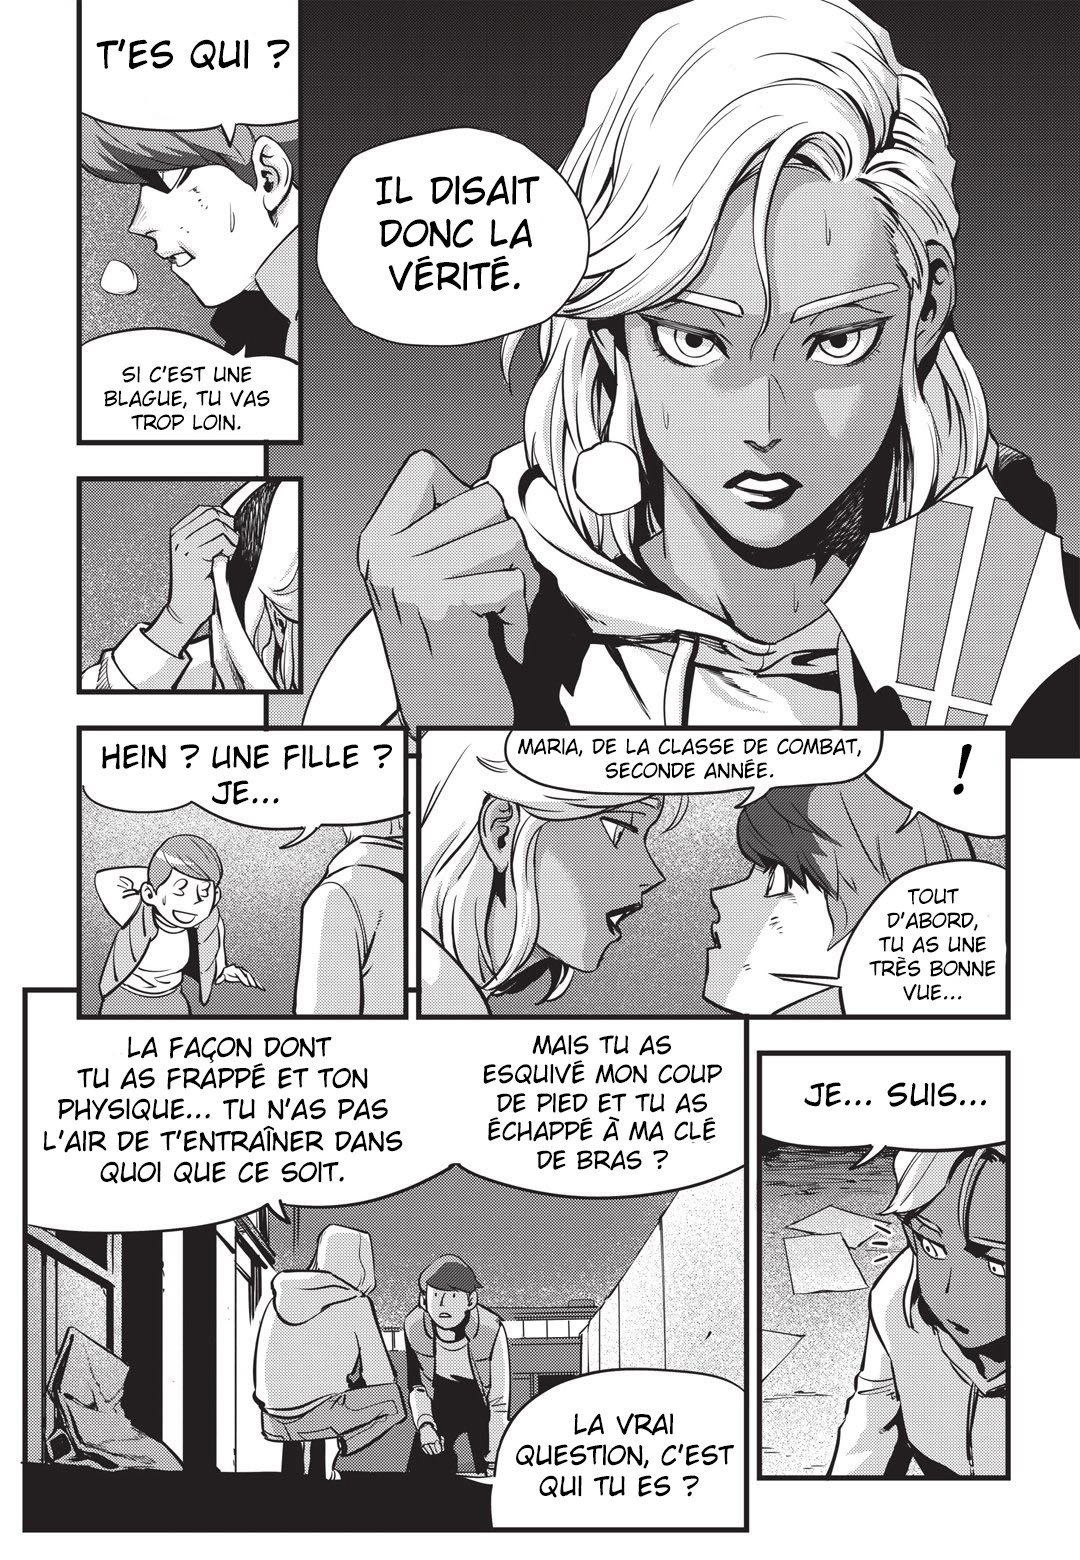 T'ES QUI ?
SI C'EST UNE
BLAGUE, TU VAS
TROP LOIN.
IL DISAIT
DONC LA
VÉRITÉ.
HEIN ? UNE FILLE ?
JE...
MARIA, DE LA CLASSE DE COMBAT,
SECONDE ANNÉE.
!
TOUT
D'ABORD,
TU AS UNE
TRÈS BONNE
VUE...
LA FAÇON DONT
TU AS FRAPPÉ ET TON
PHYSIQUE... TU N'AS PAS
L'AIR DE T'ENTRAÎNER DANS
QUOI QUE CE SOIT.
MAIS TU AS
ESQUIVÉ MON COUP
DE PIED ET TU AS
ÉCHAPPÉ À MA CLÉ
DE BRAS ?
LA VRAI
QUESTION, C'EST
QUI TU ES ?
JE... SUIS...